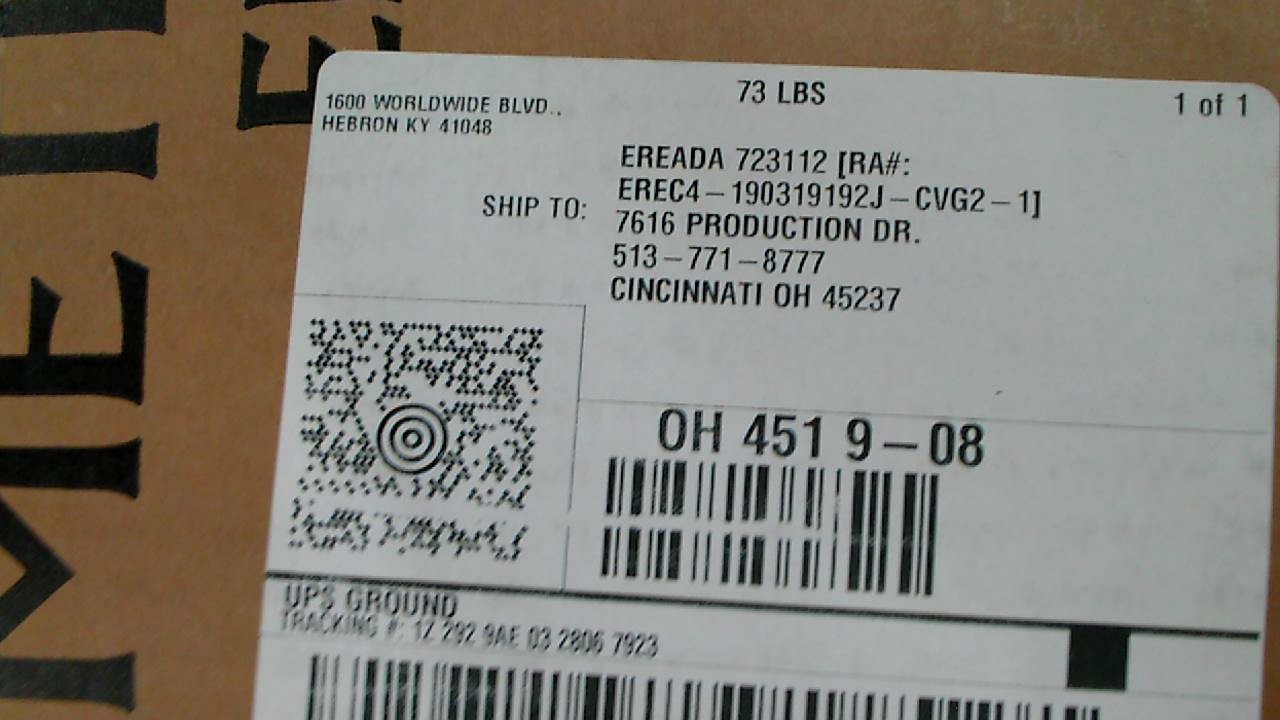 1600 WORLDWIDE BLVD..
HEBRON KY 41048
73 LBS
1 of 1
SHIP TO:
EREADA 723112 [RA#:
EREC4-190319192J-CVG2-1]
7616 PRODUCTION DR.
513-771-8777
CINCINNATI OH 45237
OH 451 9-08
UPS GROUND
TRACKING #: 1Z 292 9AE 03 2806 7923